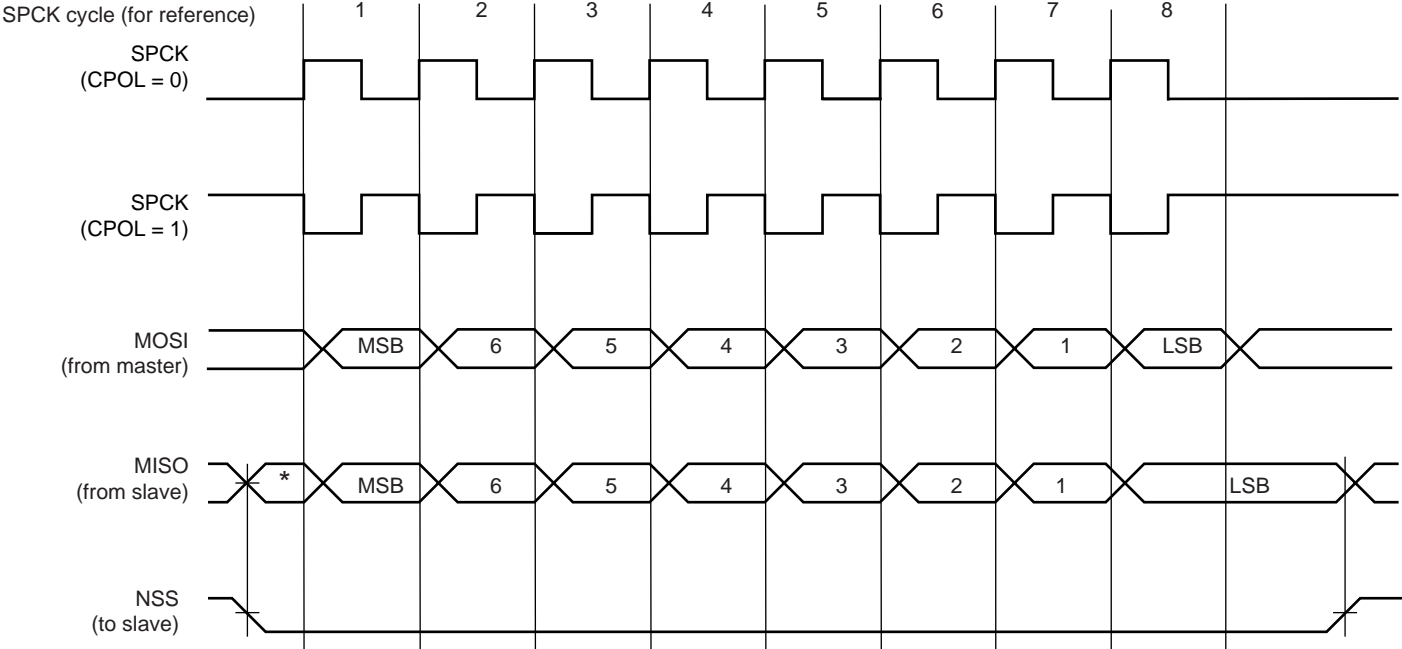 SPCK cycle (for reference) 1 2 3 4 5 6 7 8
SPCK
(CPOL = 0)
SPCK
(CPOL = 1)
MOSI
(from master)
MSB 6 5 4 3 2 1 LSB
MISO
(from slave)
* MSB 6 5 4 3 2 1 LSB
NSS
(to slave)